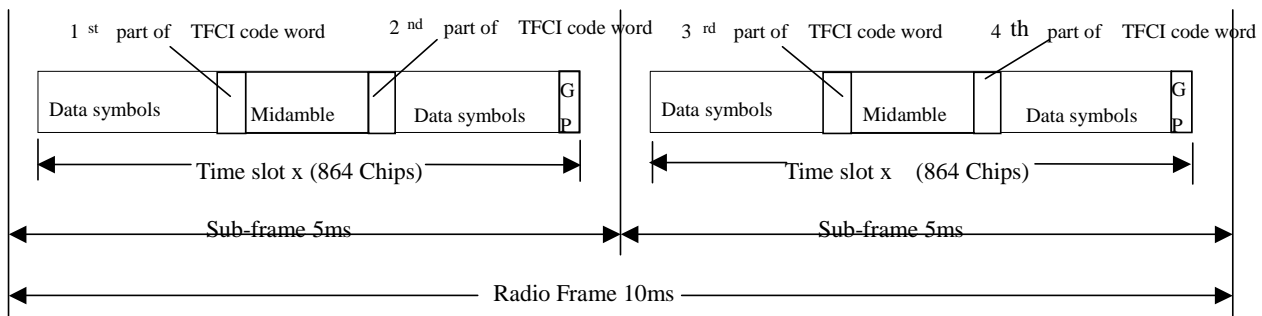 1 st part of TFCI code word
2 nd part of TFCI code word
3 rd part of TFCI code word
4 th part of TFCI code word
Data symbols
Midamble
Data symbols
G
P
Data symbols
Midamble
Data symbols
G
P
Time slot x (864 Chips)
Time slot x (864 Chips)
Sub-frame 5ms
Sub-frame 5ms
Radio Frame 10ms